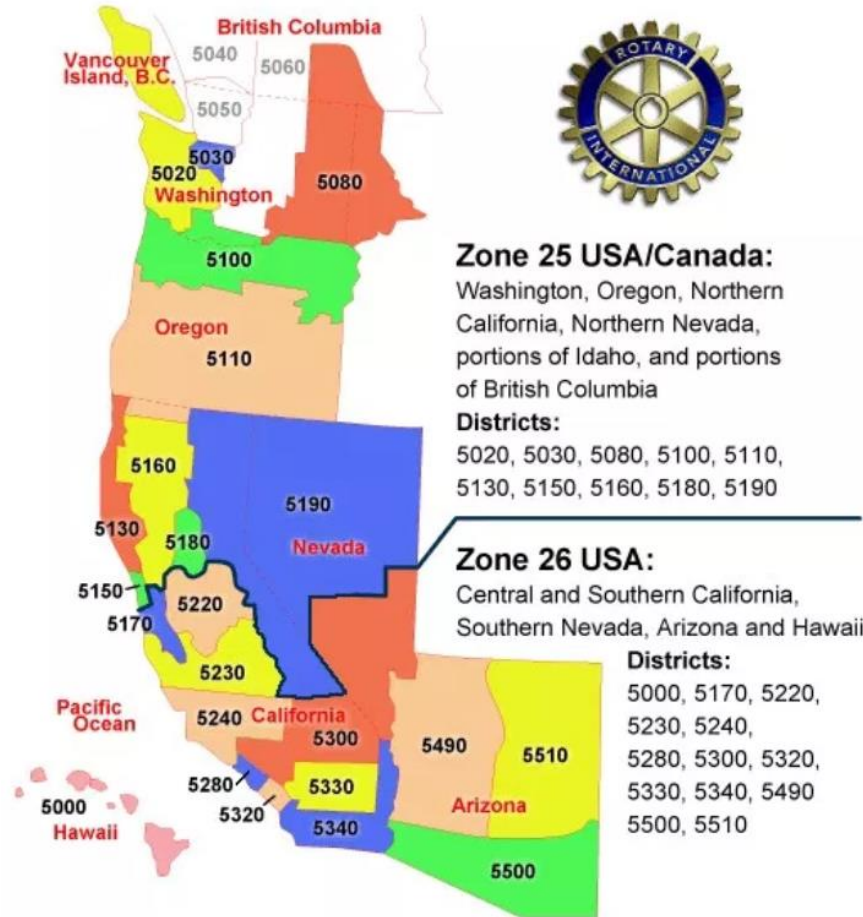 British Columbia
Vancouver
Island, B.C.
5040
5060
5050
5030
5020
Washington
5080
5100
Oregon
5110
5160
5190
5130
5180
Nevada
5150
5220
5170
5230
Pacific
Ocean
5240
California
5300
5490
5510
5280
5330
5320
Arizona
5340
5000
Hawaii
5500
ROTARY
INTERNATIONAL
Zone 25 USA/Canada:
Washington, Oregon, Northern
California, Northern Nevada,
portions of Idaho, and portions
of British Columbia
Districts:
5020, 5030, 5080, 5100, 5110,
5130, 5150, 5160, 5180, 5190
Zone 26 USA:
Central and Southern California,
Southern Nevada, Arizona and Hawaii
Districts:
5000, 5170, 5220,
5230, 5240,
5280, 5300, 5320,
5330, 5340, 5490
5500, 5510